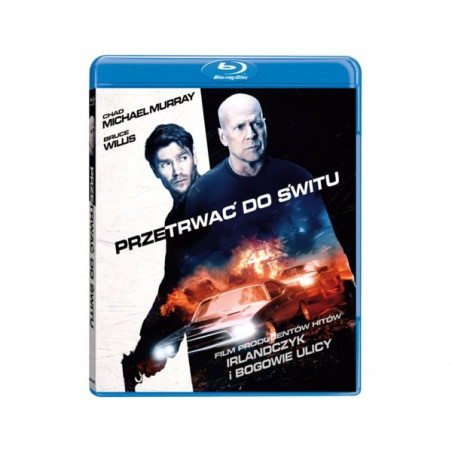 Blu-ray Disc
CHAD
MICHAEL MURRAY
BRUCE
WILLIS
PRZETRWAĆ DO ŚWITU
PRZETRWAĆ DO ŚWITU
FILM PRODUCENTÓW HITÓW
IRLANDCZYK
i BOGOWIE ULICY